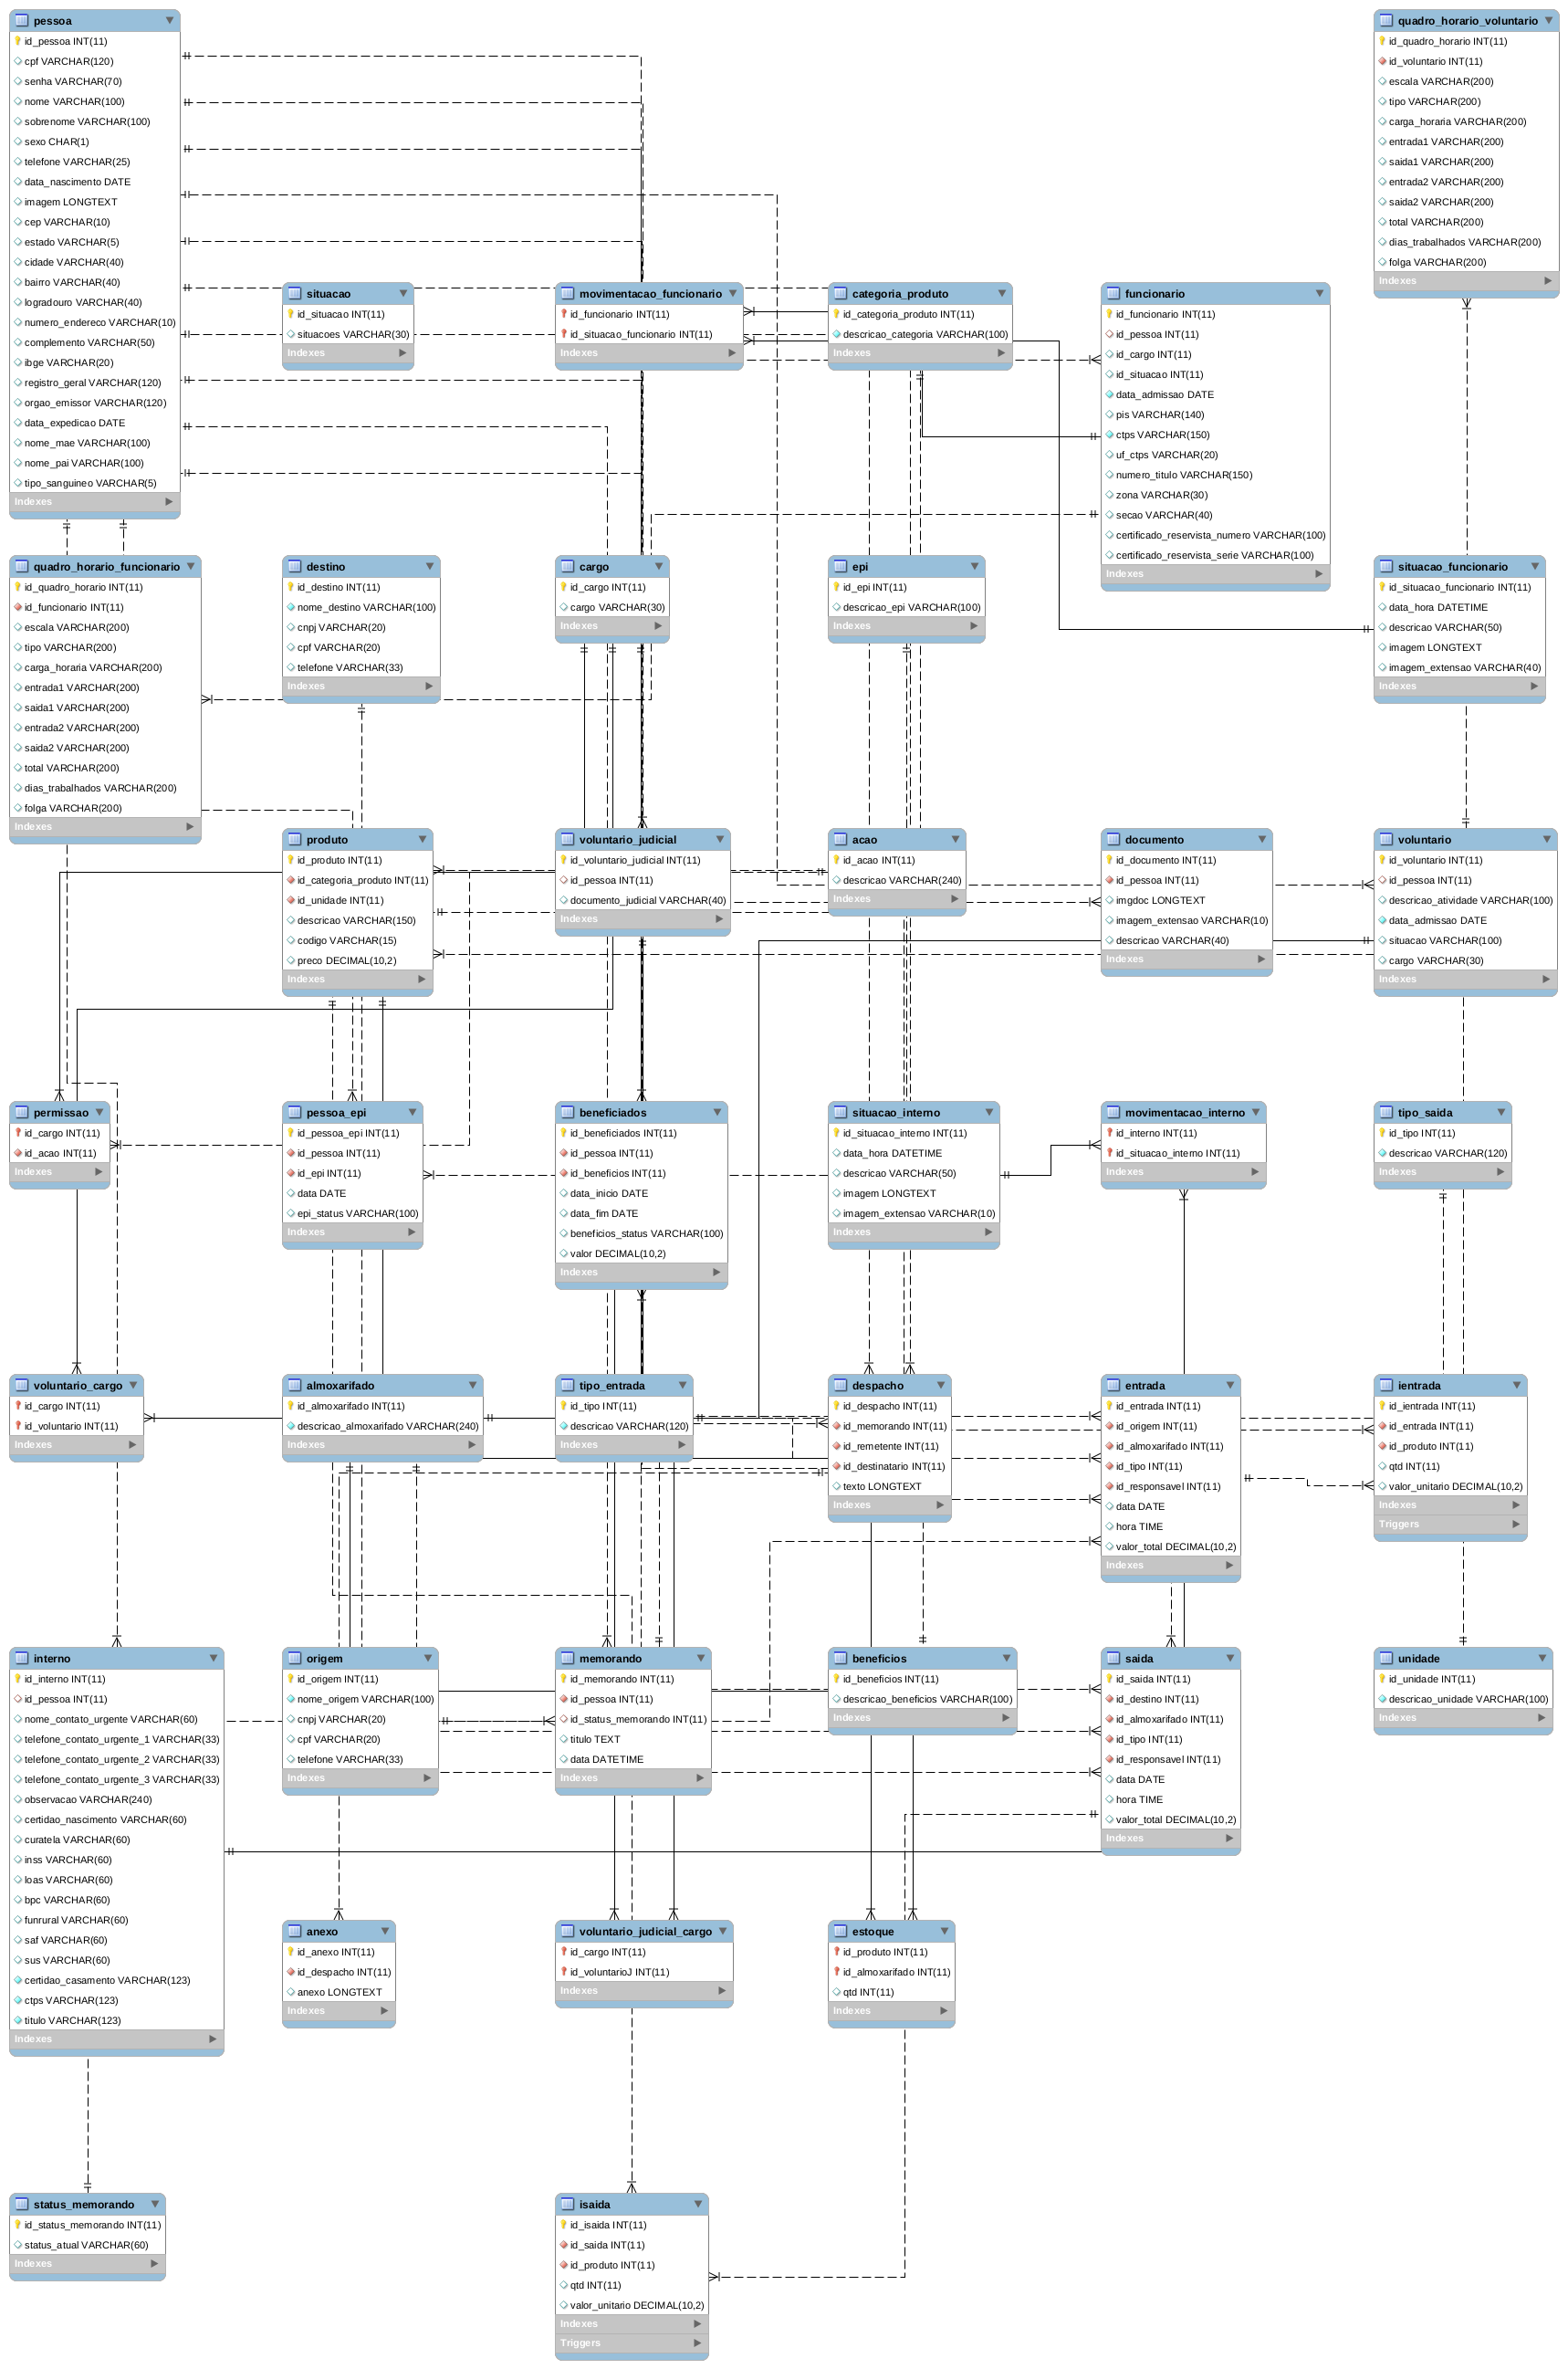 pessoa
id_pessoa INT(11)
cpf VARCHAR(120)
senha VARCHAR(70)
nome VARCHAR(100)
sobrenome VARCHAR(100)
sexo CHAR(1)
telefone VARCHAR(25)
data_nascimento DATE
imagem LONGTEXT
cep VARCHAR(10)
estado VARCHAR(5)
cidade VARCHAR(40)
bairro VARCHAR(40)
logradouro VARCHAR(40)
numero_endereco VARCHAR(10)
complemento VARCHAR(50)
ibge VARCHAR(20)
registro_geral VARCHAR(120)
orgao_emissor VARCHAR(120)
data_expedicao DATE
nome_mae VARCHAR(100)
nome_pai VARCHAR(100)
tipo_sanguineo VARCHAR(5)
Indexes
quadro_horario_voluntario
id_quadro_horario INT(11)
id_voluntario INT(11)
escala VARCHAR(200)
tipo VARCHAR(200)
carga_horaria VARCHAR(200)
entrada1 VARCHAR(200)
saida1 VARCHAR(200)
entrada2 VARCHAR(200)
saida2 VARCHAR(200)
total VARCHAR(200)
dias_trabalhados VARCHAR(200)
folga VARCHAR(200)
Indexes
situacao
id_situacao INT(11)
situacoes VARCHAR(30)
Indexes
movimentacao_funcionario
id_funcionario INT(11)
id_situacao_funcionario INT(11)
Indexes
categoria_produto
id_categoria_produto INT(11)
descricao_categoria VARCHAR(100)
Indexes
funcionario
id_funcionario INT(11)
id_pessoa INT(11)
id_cargo INT(11)
id_situacao INT(11)
data_admissao DATE
pis VARCHAR(140)
ctps VARCHAR(150)
uf_ctps VARCHAR(20)
numero_titulo VARCHAR(150)
zona VARCHAR(30)
secao VARCHAR(40)
certificado_reservista_numero VARCHAR(100)
certificado_reservista_serie VARCHAR(100)
Indexes
quadro_horario_funcionario
id_quadro_horario INT(11)
id_funcionario INT(11)
escala VARCHAR(200)
tipo VARCHAR(200)
carga_horaria VARCHAR(200)
entrada1 VARCHAR(200)
saida1 VARCHAR(200)
entrada2 VARCHAR(200)
saida2 VARCHAR(200)
total VARCHAR(200)
dias_trabalhados VARCHAR(200)
folga VARCHAR(200)
Indexes
destino
id_destino INT(11)
nome_destino VARCHAR(100)
cnpj VARCHAR(20)
cpf VARCHAR(20)
telefone VARCHAR(33)
Indexes
cargo
id_cargo INT(11)
cargo VARCHAR(30)
Indexes
epi
id_epi INT(11)
descricao_epi VARCHAR(100)
Indexes
situacao_funcionario
id_situacao_funcionario INT(11)
data_hora DATETIME
descricao VARCHAR(50)
imagem LONGTEXT
imagem_extensao VARCHAR(40)
Indexes
produto
id_produto INT(11)
id_categoria_produto INT(11)
id_unidade INT(11)
descricao VARCHAR(150)
codigo VARCHAR(15)
preco DECIMAL(10,2)
Indexes
voluntario_judicial
id_voluntario_judicial INT(11)
id_pessoa INT(11)
documento_judicial VARCHAR(40)
Indexes
acao
id_acao INT(11)
descricao VARCHAR(240)
Indexes
documento
id_documento INT(11)
id_pessoa INT(11)
imgdoc LONGTEXT
imagem_extensao VARCHAR(10)
descricao VARCHAR(40)
Indexes
voluntario
id_voluntario INT(11)
id_pessoa INT(11)
descricao_atividade VARCHAR(100)
data_admissao DATE
situacao VARCHAR(100)
cargo VARCHAR(30)
Indexes
permissao
id_cargo INT(11)
id_acao INT(11)
Indexes
pessoa_epi
id_pessoa_epi INT(11)
id_pessoa INT(11)
id_epi INT(11)
data DATE
epi_status VARCHAR(100)
Indexes
beneficiados
id_beneficiados INT(11)
id_pessoa INT(11)
id_beneficios INT(11)
data_inicio DATE
data_fim DATE
beneficios_status VARCHAR(100)
valor DECIMAL(10,2)
Indexes
situacao_interno
id_situacao_interno INT(11)
data_hora DATETIME
descricao VARCHAR(50)
imagem LONGTEXT
imagem_extensao VARCHAR(10)
Indexes
movimentacao_interno
id_interno INT(11)
id_situacao_interno INT(11)
Indexes
tipo_saida
id_tipo INT(11)
descricao VARCHAR(120)
Indexes
voluntario_cargo
id_cargo INT(11)
id_voluntario INT(11)
Indexes
almoxarifado
id_almoxarifado INT(11)
descricao_almoxarifado VARCHAR(240)
Indexes
tipo_entrada
id_tipo INT(11)
descricao VARCHAR(120)
Indexes
despacho
id_despacho INT(11)
id_memorando INT(11)
id_remetente INT(11)
id_destinatario INT(11)
texto LONGTEXT
Indexes
entrada
id_entrada INT(11)
id_origem INT(11)
id_almoxarifado INT(11)
id_tipo INT(11)
id_responsavel INT(11)
data DATE
hora TIME
valor_total DECIMAL(10,2)
Indexes
ientrada
id_ientrada INT(11)
id_entrada INT(11)
id_produto INT(11)
qtd INT(11)
valor_unitario DECIMAL(10,2)
Indexes
Triggers
interno
id_interno INT(11)
id_pessoa INT(11)
nome_contato_urgente VARCHAR(60)
telefone_contato_urgente_1 VARCHAR(33)
telefone_contato_urgente_2 VARCHAR(33)
telefone_contato_urgente_3 VARCHAR(33)
observacao VARCHAR(240)
certidao_nascimento VARCHAR(60)
curatela VARCHAR(60)
inss VARCHAR(60)
loas VARCHAR(60)
bpc VARCHAR(60)
funrural VARCHAR(60)
saf VARCHAR(60)
sus VARCHAR(60)
certidao_casamento VARCHAR(123)
ctps VARCHAR(123)
titulo VARCHAR(123)
Indexes
origem
id_origem INT(11)
nome_origem VARCHAR(100)
cnpj VARCHAR(20)
cpf VARCHAR(20)
telefone VARCHAR(33)
Indexes
memorando
id_memorando INT(11)
id_pessoa INT(11)
id_status_memorando INT(11)
titulo TEXT
data DATETIME
Indexes
beneficios
id_beneficios INT(11)
descricao_beneficios VARCHAR(100)
Indexes
saida
id_saida INT(11)
id_destino INT(11)
id_almoxarifado INT(11)
id_tipo INT(11)
id_responsavel INT(11)
data DATE
hora TIME
valor_total DECIMAL(10,2)
Indexes
unidade
id_unidade INT(11)
descricao_unidade VARCHAR(100)
Indexes
anexo
id_anexo INT(11)
id_despacho INT(11)
anexo LONGTEXT
Indexes
voluntario_judicial_cargo
id_cargo INT(11)
id_voluntarioJ INT(11)
Indexes
estoque
id_produto INT(11)
id_almoxarifado INT(11)
qtd INT(11)
Indexes
status_memorando
id_status_memorando INT(11)
status_atual VARCHAR(60)
Indexes
isaida
id_isaida INT(11)
id_saida INT(11)
id_produto INT(11)
qtd INT(11)
valor_unitario DECIMAL(10,2)
Indexes
Triggers